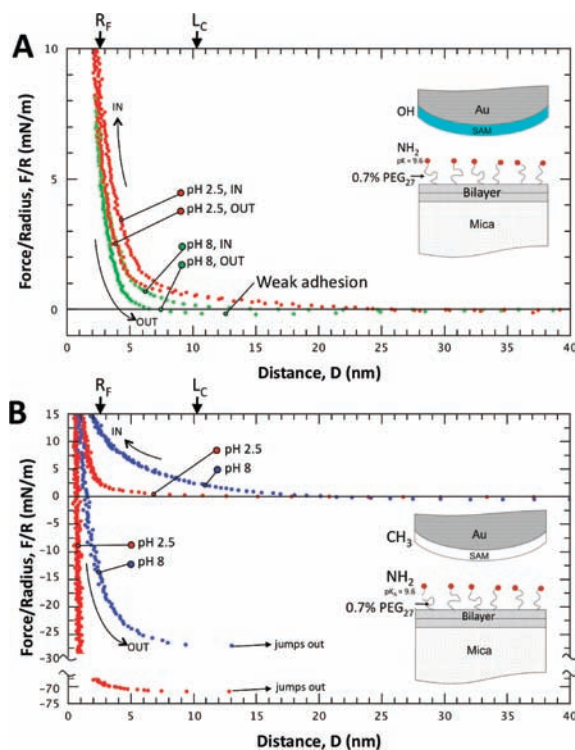 R_F L_C
A
10
5
0
Force/Radius, F/R (mN/m)
IN
pH 2.5, IN
pH 2.5, OUT
pH 8, IN
pH 8, OUT
Weak adhesion
OUT
OH
Au
SAM
NH2
pK = 9.6
0.7% PEG27
Bilayer
Mica
0 5 10 15 20 25 30 35 40
Distance, D (nm)
R_F L_C
B
15
10
5
0
-5
-10
-15
-20
-25
-30
-70
-75
Force/Radius, F/R (mN/m)
IN
pH 2.5
pH 8
pH 2.5
pH 8
OUT
jumps out
jumps out
CH3
Au
SAM
NH2
pKa = 9.6
0.7% PEG27
Bilayer
Mica
0 5 10 15 20 25 30 35 40
Distance, D (nm)